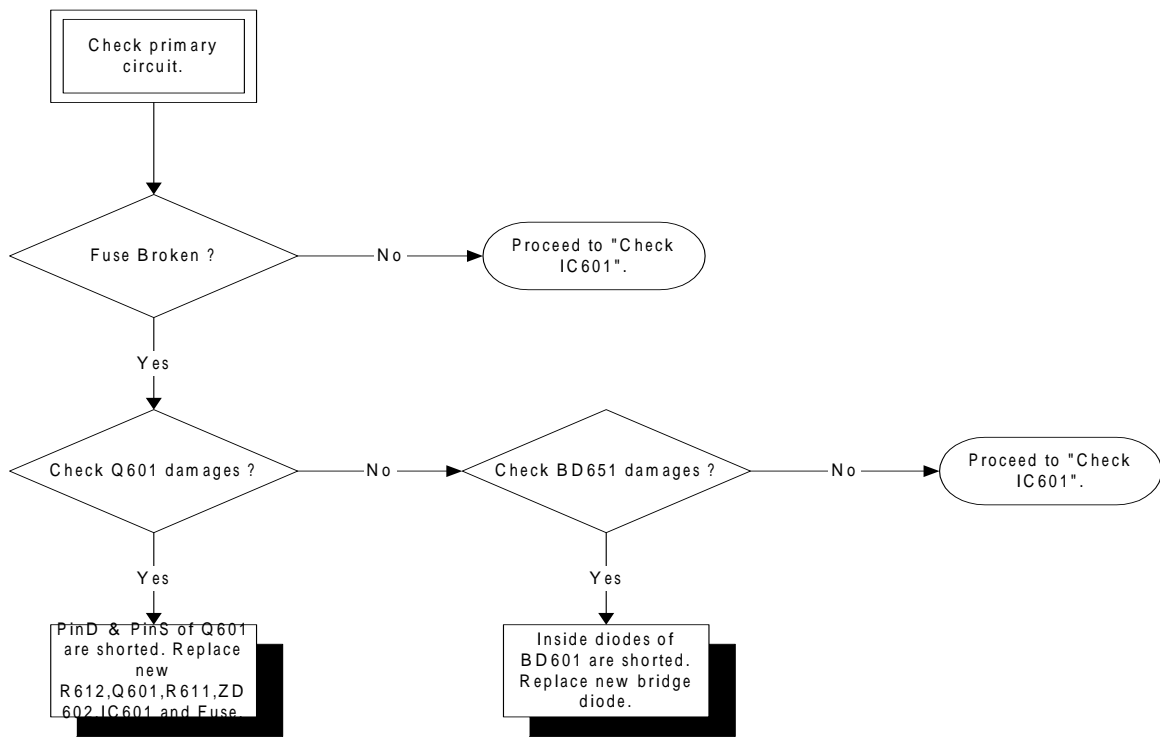 Check primary
circuit.
Fuse Broken ?
No
Proceed to "Check
IC601".
Yes
Check Q601 damages ?
No
Check BD651 damages ?
No
Proceed to "Check
IC601".
Yes
Yes
PinD & PinS of Q601
are shorted. Replace
new
R612,Q601,R611,ZD
602,IC601 and Fuse.
Inside diodes of
BD601 are shorted.
Replace new bridge
diode.